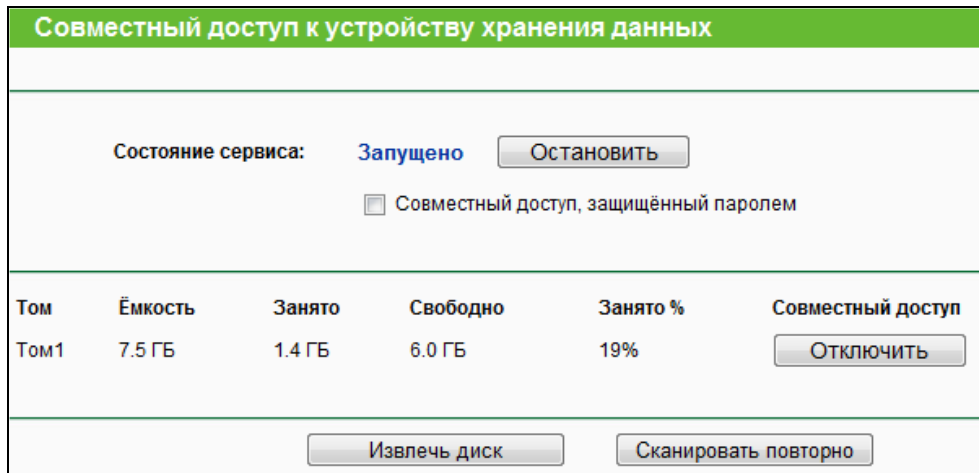 Совместный доступ к устройству хранения данных
Состояние сервиса: Запущено Остановить
Совместный доступ, защищённый паролем
Том Ёмкость Занято Свободно Занято % Совместный доступ
Том1 7.5 ГБ 1.4 ГБ 6.0 ГБ 19% Отключить
Извлечь диск Сканировать повторно